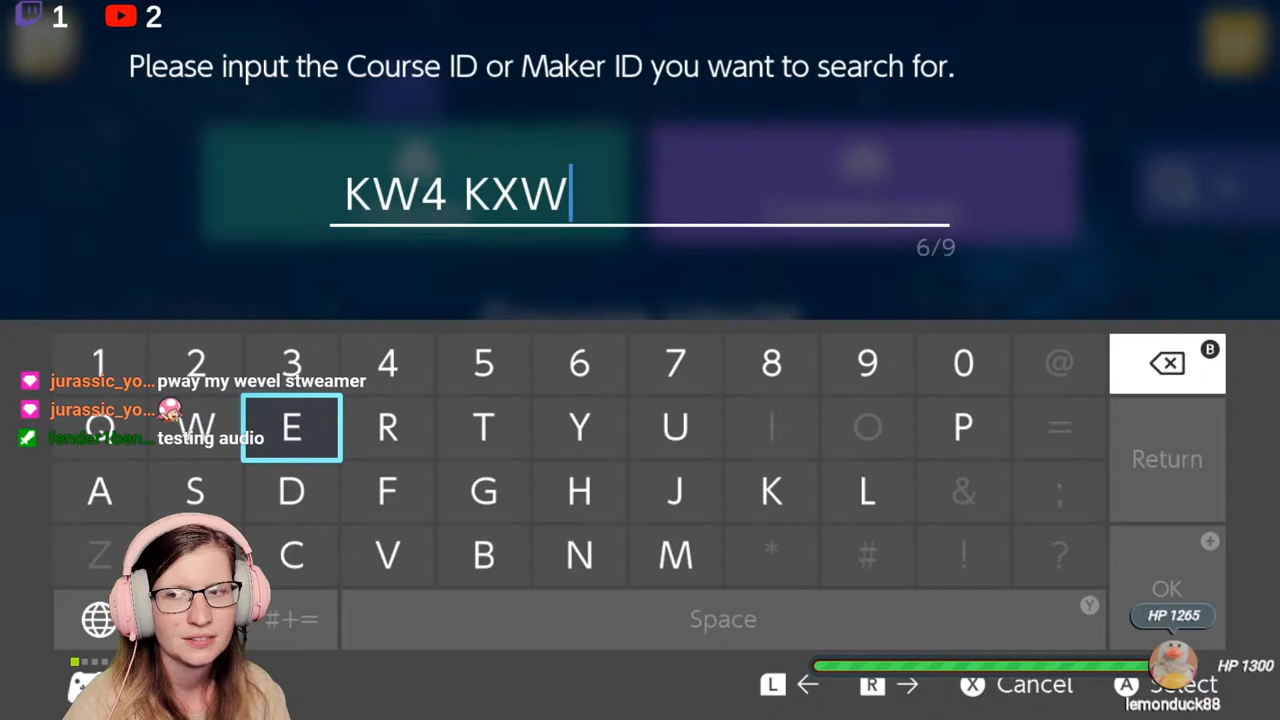 1 2
Please input the Course ID or Maker ID you want to search for.
KW4 KXW
6/9
1 2 3 4 5 6 7 8 9 0 @ B
jurassic_yo... pway my wevel stweamer
jurassic_yo...
Q W E R T Y U I O P =
fender1ben... testing audio
Return
A S D F G H J K L & ;
Z C V B N M * # ! ? +
OK
#+= Space Y
HP 1265
HP 1300
L ← R → X Cancel A Select
lemonduck88